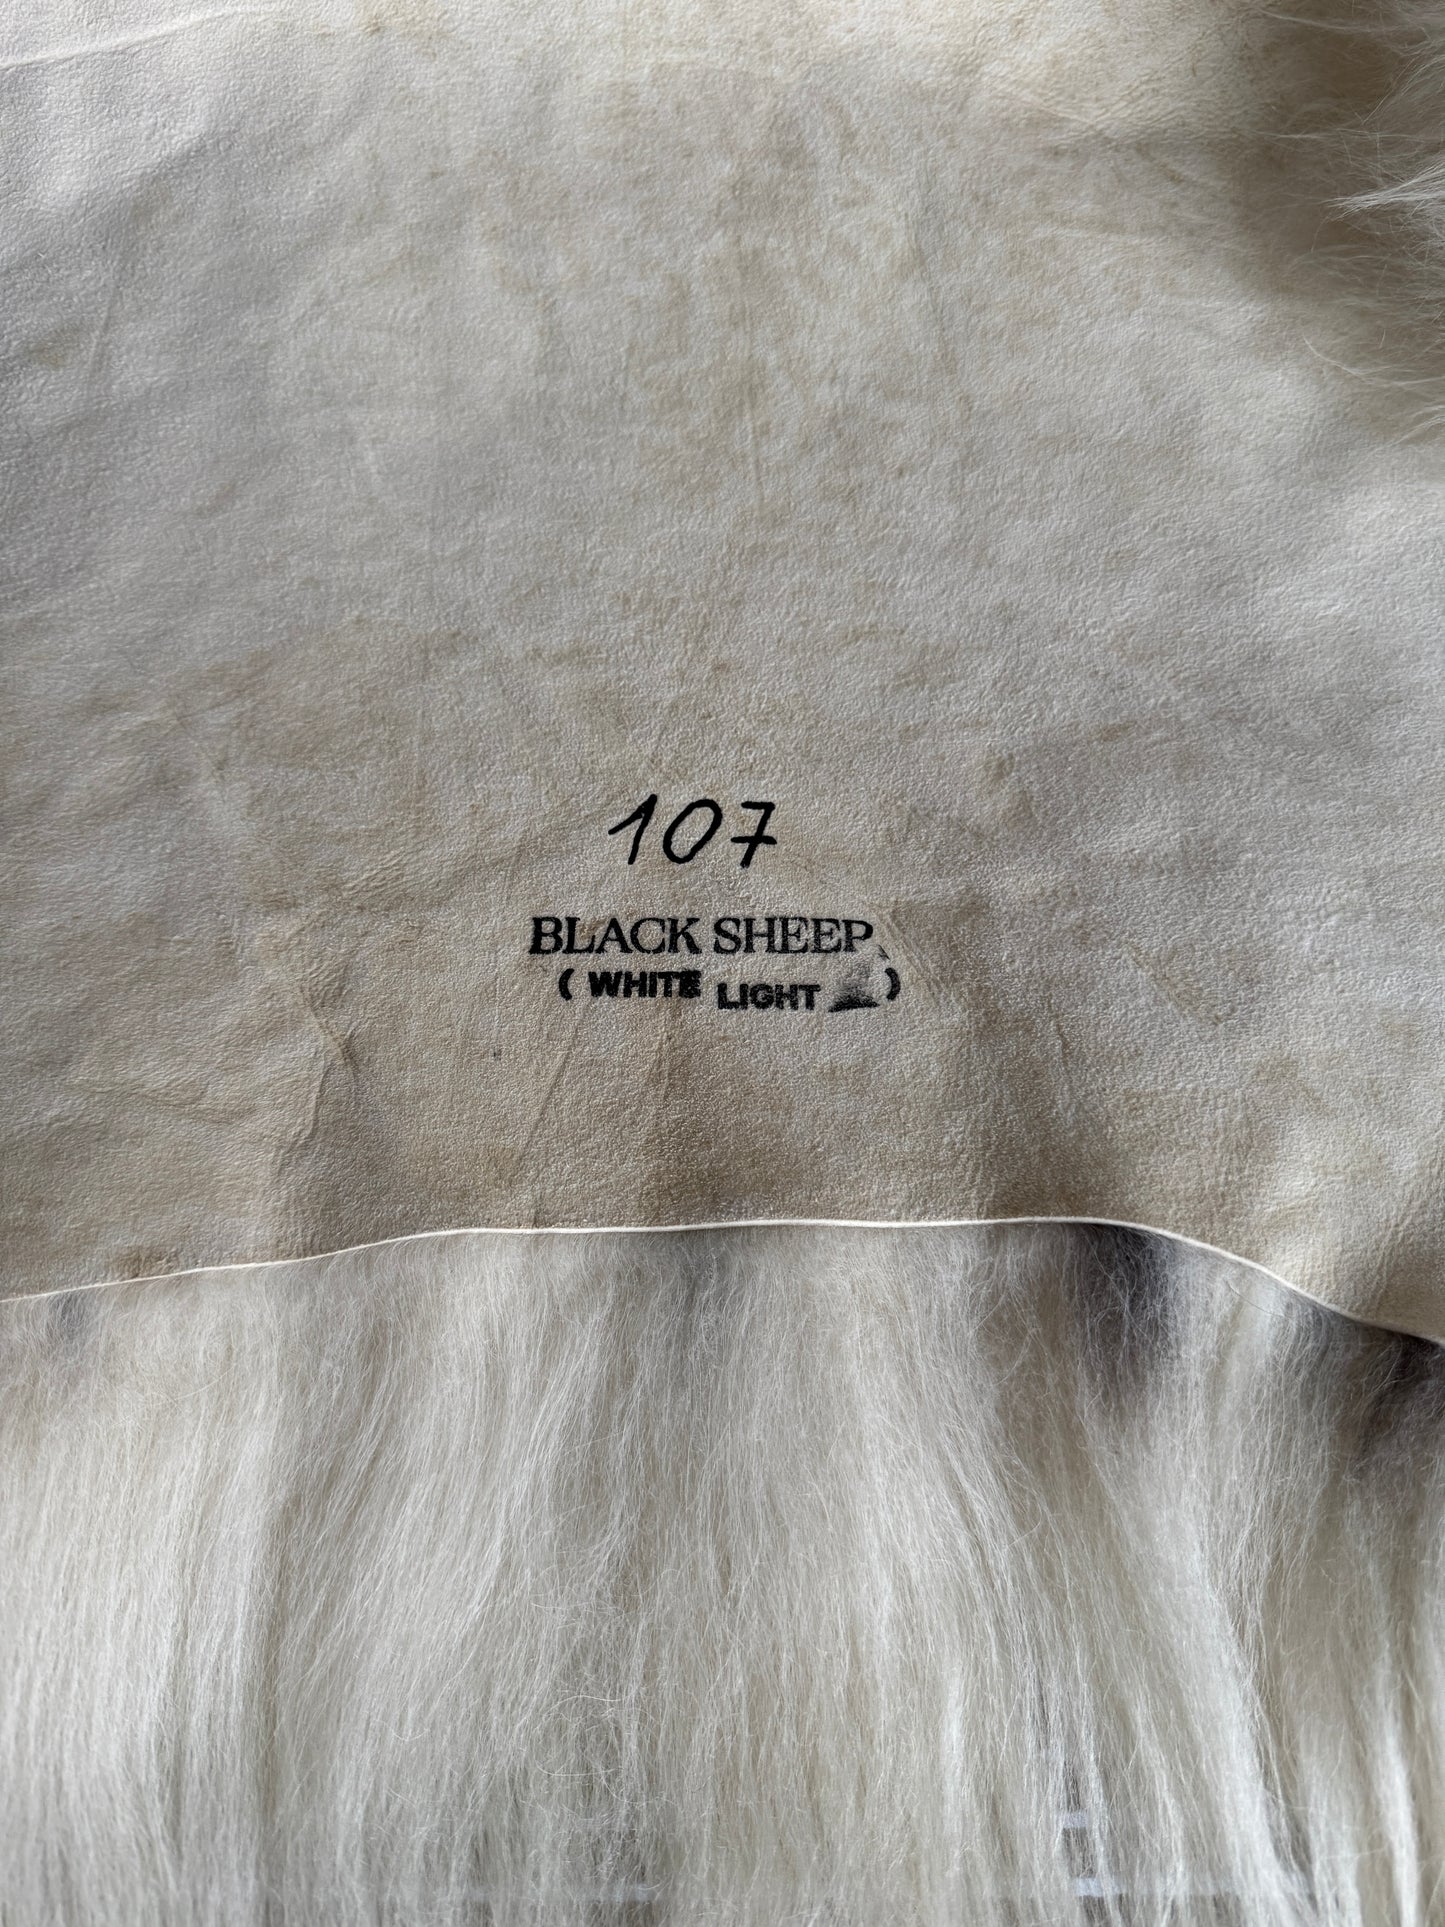 107
BLACK SHEEP
( WHITE LIGHT )